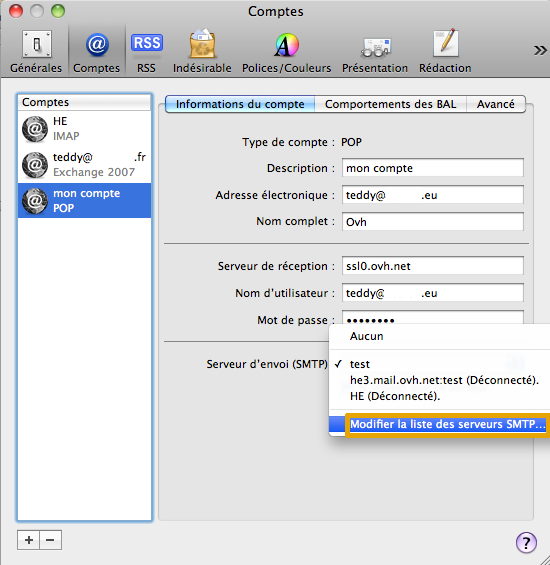 Comptes
Générales
Comptes
RSS
RSS
Indésirable
Polices/Couleurs
Présentation
Rédaction
»
Comptes
HE
IMAP
teddy@ .fr
Exchange 2007
mon compte
POP
Informations du compte
Comportements des BAL
Avancé
Type de compte : POP
Description : mon compte
Adresse électronique : teddy@ .eu
Nom complet : Ovh
Serveur de réception : ssl0.ovh.net
Nom d'utilisateur : teddy@ .eu
Mot de passe : ••••••••
Aucun
Serveur d'envoi (SMTP) ✓ test
he3.mail.ovh.net:test (Déconnecté).
HE (Déconnecté).
Modifier la liste des serveurs SMTP...
+ − ?